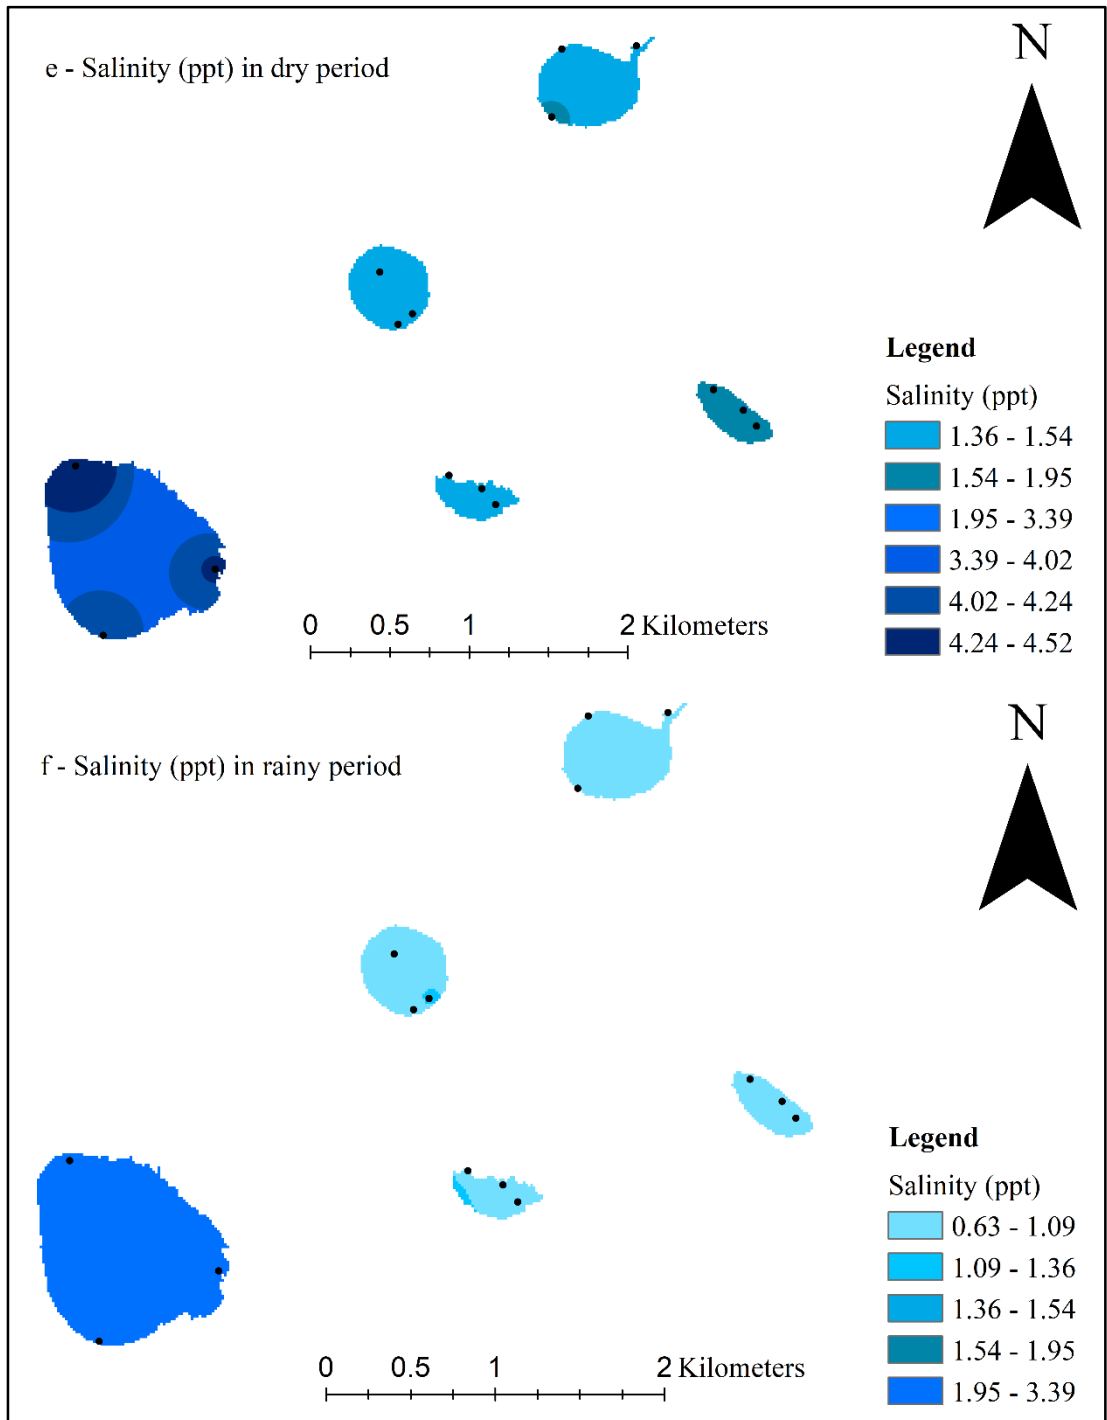 e - Salinity (ppt) in dry period
N
Legend
Salinity (ppt)
1.36 - 1.54
1.54 - 1.95
1.95 - 3.39
3.39 - 4.02
4.02 - 4.24
4.24 - 4.52
0 0.5 1 2 Kilometers
f - Salinity (ppt) in rainy period
N
Legend
Salinity (ppt)
0.63 - 1.09
1.09 - 1.36
1.36 - 1.54
1.54 - 1.95
1.95 - 3.39
0 0.5 1 2 Kilometers